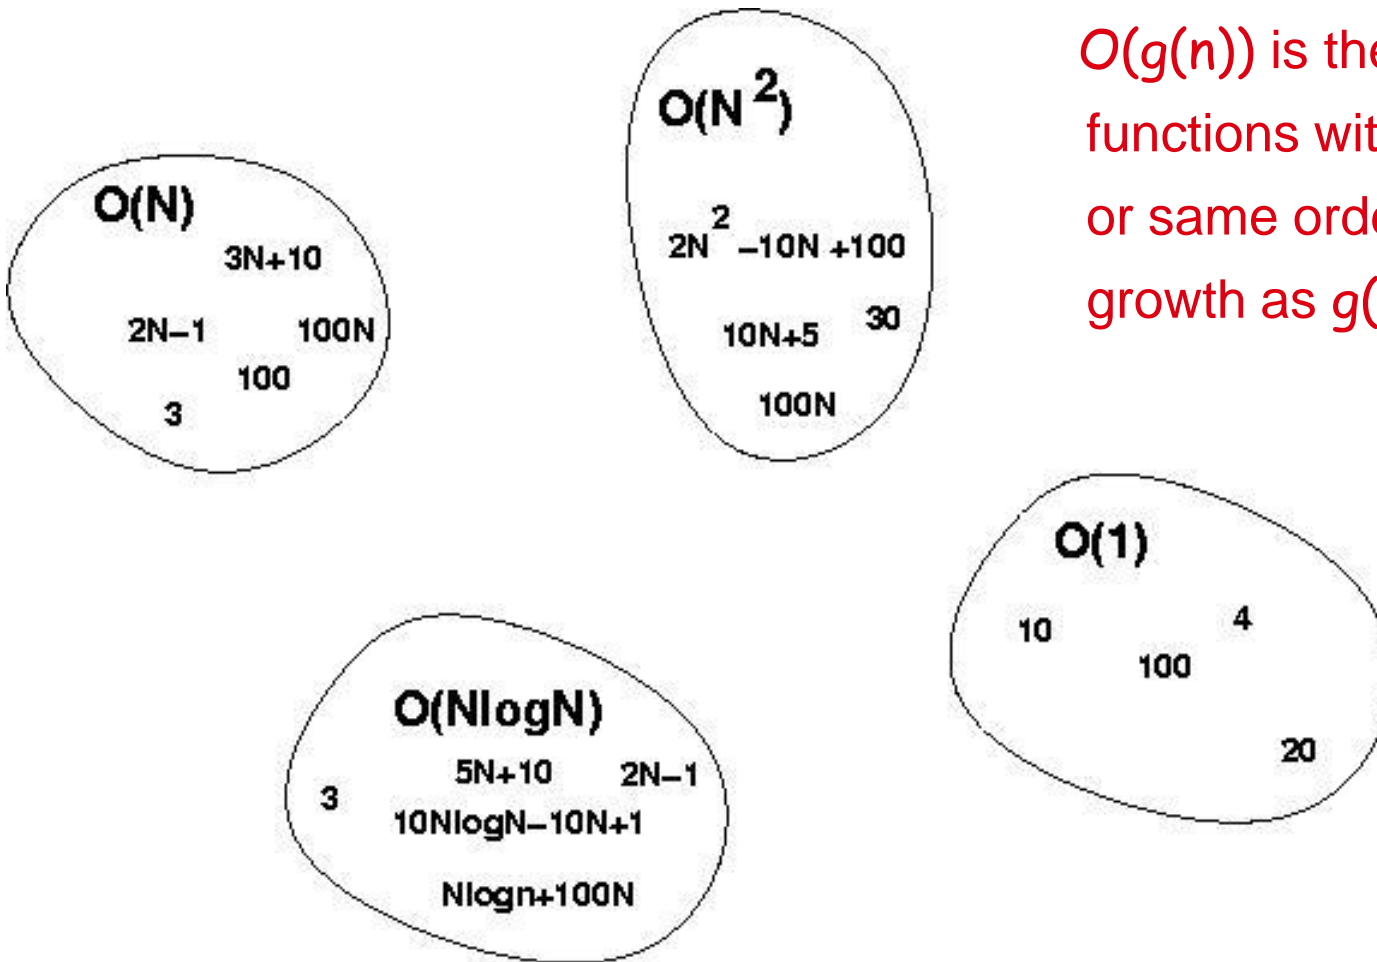 O(g(n)) is the
functions wit
or same orde
growth as g(
O(N²)
2N² –10N +100
10N+5 30
100N
O(N)
3N+10
2N–1 100N
100
3
O(1)
10 4
100
20
O(NlogN)
5N+10 2N–1
3
10NlogN–10N+1
Nlogn+100N